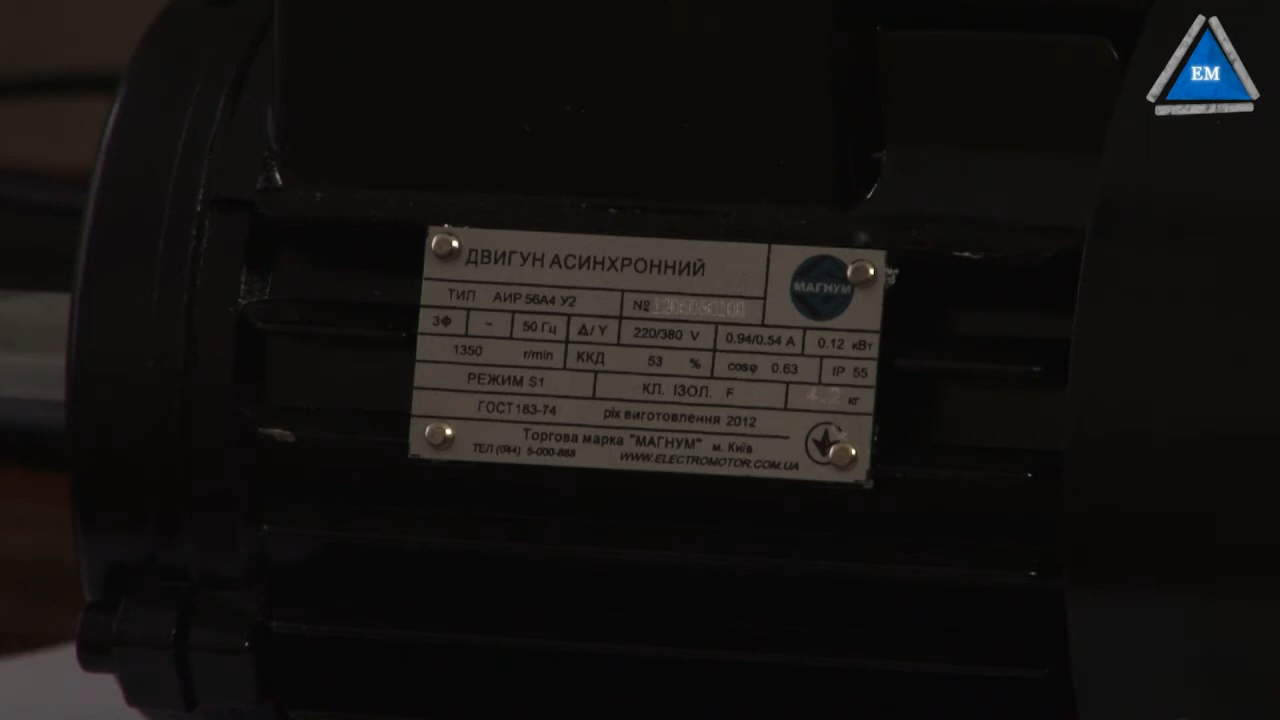 EM
ДВИГУН АСИНХРОННИЙ
МАГНУМ
ТИП АИР 56А4 У2 №
3Ф ~ 50 Гц Δ/Y 220/380 V 0.94/0.54 А 0.12 кВт
1350 r/min ККД 53 % cosφ 0.63 IP 55
РЕЖИМ S1 КЛ. ІЗОЛ. F 4.2 кг
ГОСТ183-74 рік виготовлення 2012
Торгова марка "МАГНУМ" м. Київ
ТЕЛ (044) 5-000-888 WWW.ELECTROMOTOR.COM.UA